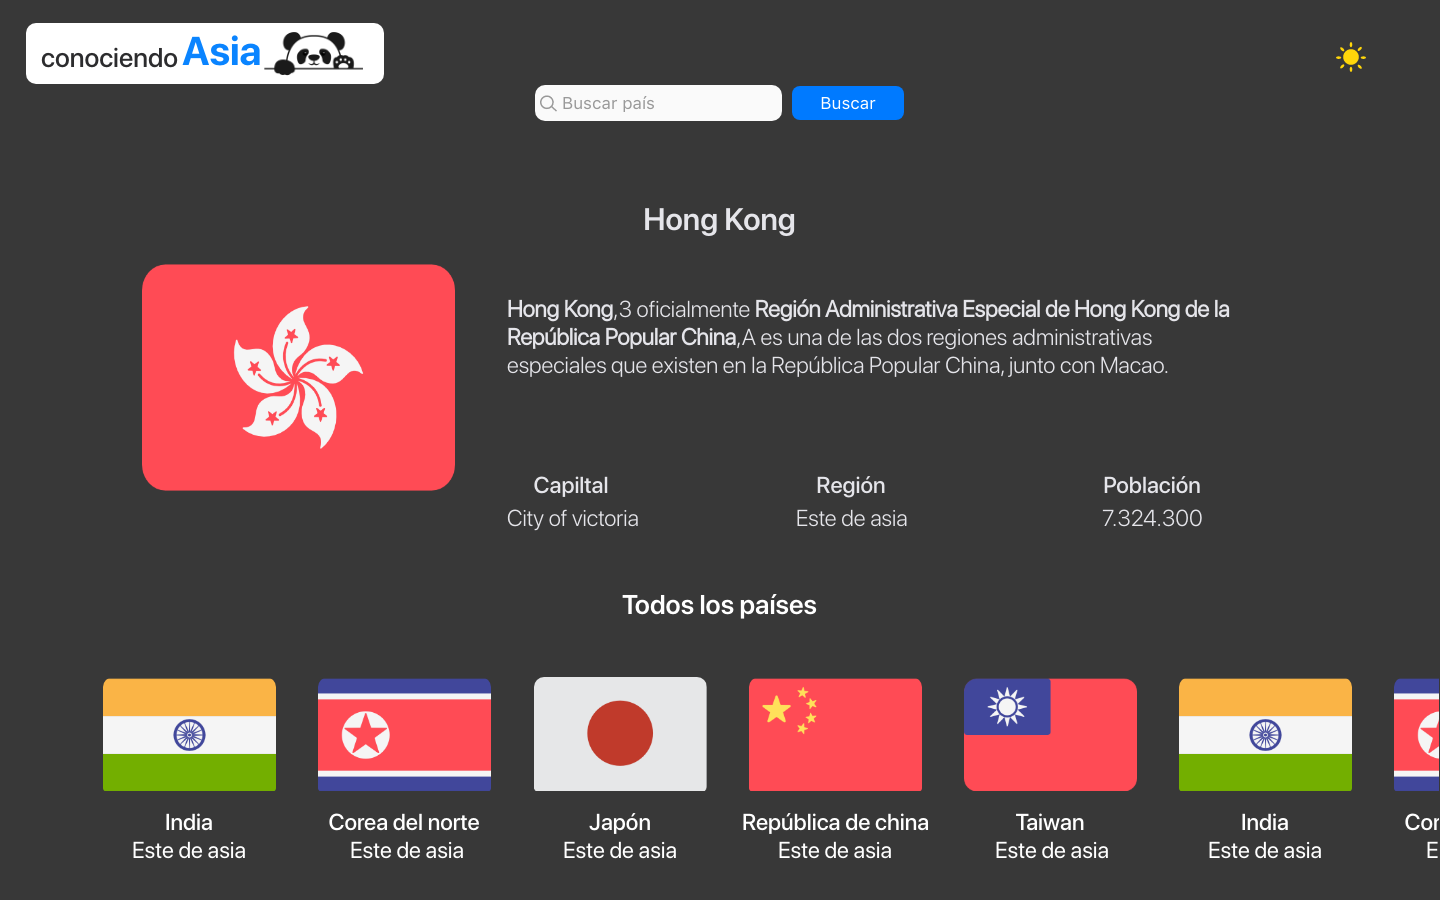 conociendo Asia
Buscar país
Buscar
Hong Kong
Hong Kong,3 oficialmente Región Administrativa Especial de Hong Kong de la
República Popular China,A es una de las dos regiones administrativas
especiales que existen en la República Popular China, junto con Macao.
Capiltal
City of victoria
Región
Este de asia
Población
7.324.300
Todos los países
India
Este de asia
Corea del norte
Este de asia
Japón
Este de asia
República de china
Este de asia
Taiwan
Este de asia
India
Este de asia
Cor
E